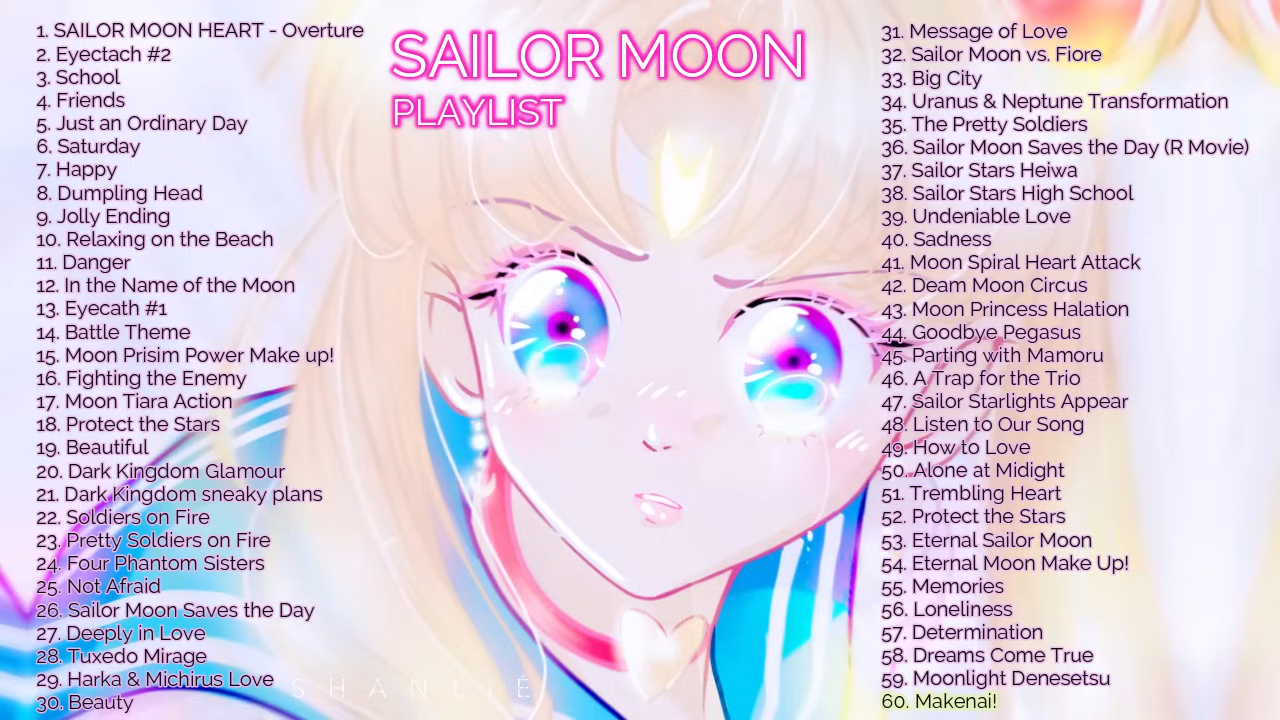 SAILOR MOON
PLAYLIST
1. SAILOR MOON HEART - Overture
2. Eyectach #2
3. School
4. Friends
5. Just an Ordinary Day
6. Saturday
7. Happy
8. Dumpling Head
9. Jolly Ending
10. Relaxing on the Beach
11. Danger
12. In the Name of the Moon
13. Eyecath #1
14. Battle Theme
15. Moon Prisim Power Make up!
16. Fighting the Enemy
17. Moon Tiara Action
18. Protect the Stars
19. Beautiful
20. Dark Kingdom Glamour
21. Dark Kingdom sneaky plans
22. Soldiers on Fire
23. Pretty Soldiers on Fire
24. Four Phantom Sisters
25. Not Afraid
26. Sailor Moon Saves the Day
27. Deeply in Love
28. Tuxedo Mirage
29. Harka & Michirus Love
30. Beauty
31. Message of Love
32. Sailor Moon vs. Fiore
33. Big City
34. Uranus & Neptune Transformation
35. The Pretty Soldiers
36. Sailor Moon Saves the Day (R Movie)
37. Sailor Stars Heiwa
38. Sailor Stars High School
39. Undeniable Love
40. Sadness
41. Moon Spiral Heart Attack
42. Deam Moon Circus
43. Moon Princess Halation
44. Goodbye Pegasus
45. Parting with Mamoru
46. A Trap for the Trio
47. Sailor Starlights Appear
48. Listen to Our Song
49. How to Love
50. Alone at Midight
51. Trembling Heart
52. Protect the Stars
53. Eternal Sailor Moon
54. Eternal Moon Make Up!
55. Memories
56. Loneliness
57. Determination
58. Dreams Come True
59. Moonlight Denesetsu
60. Makenai!